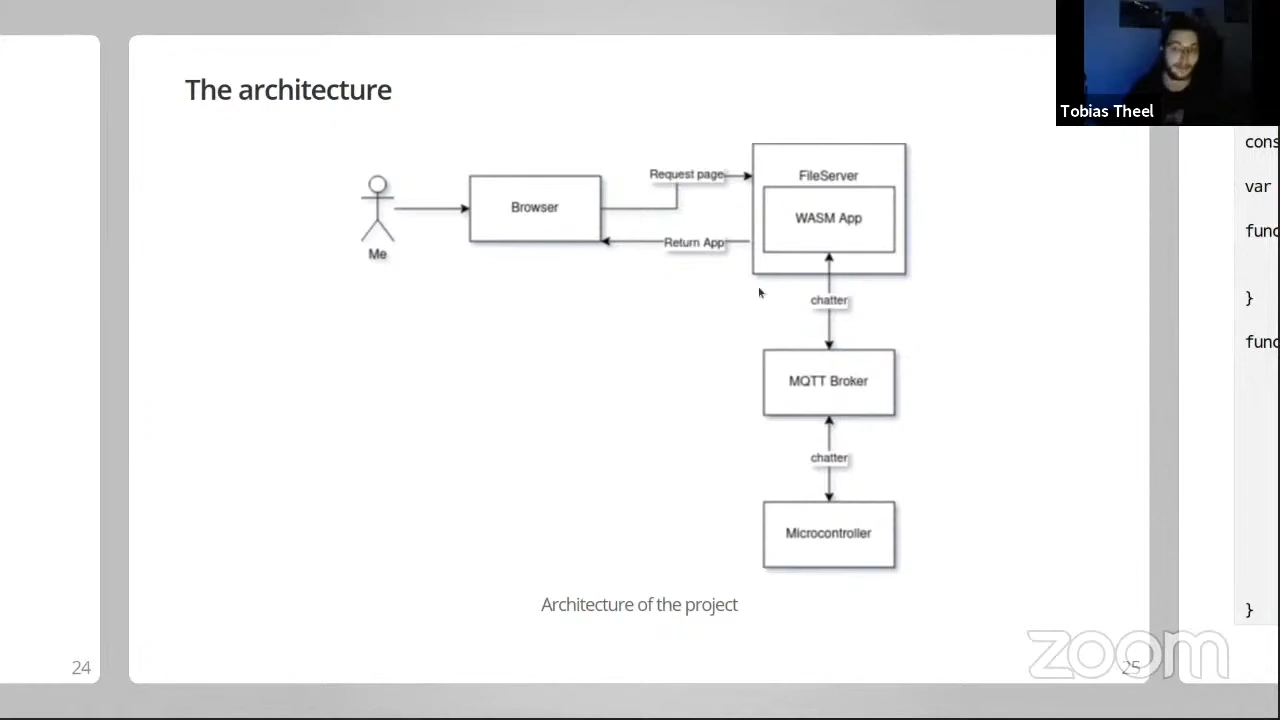 The architecture
Tobias Theel
Me
Browser
Request page
Return App
FileServer
WASM App
chatter
MQTT Broker
chatter
Microcontroller
Architecture of the project
24
25
zoom
cons
var
func
}
func
}